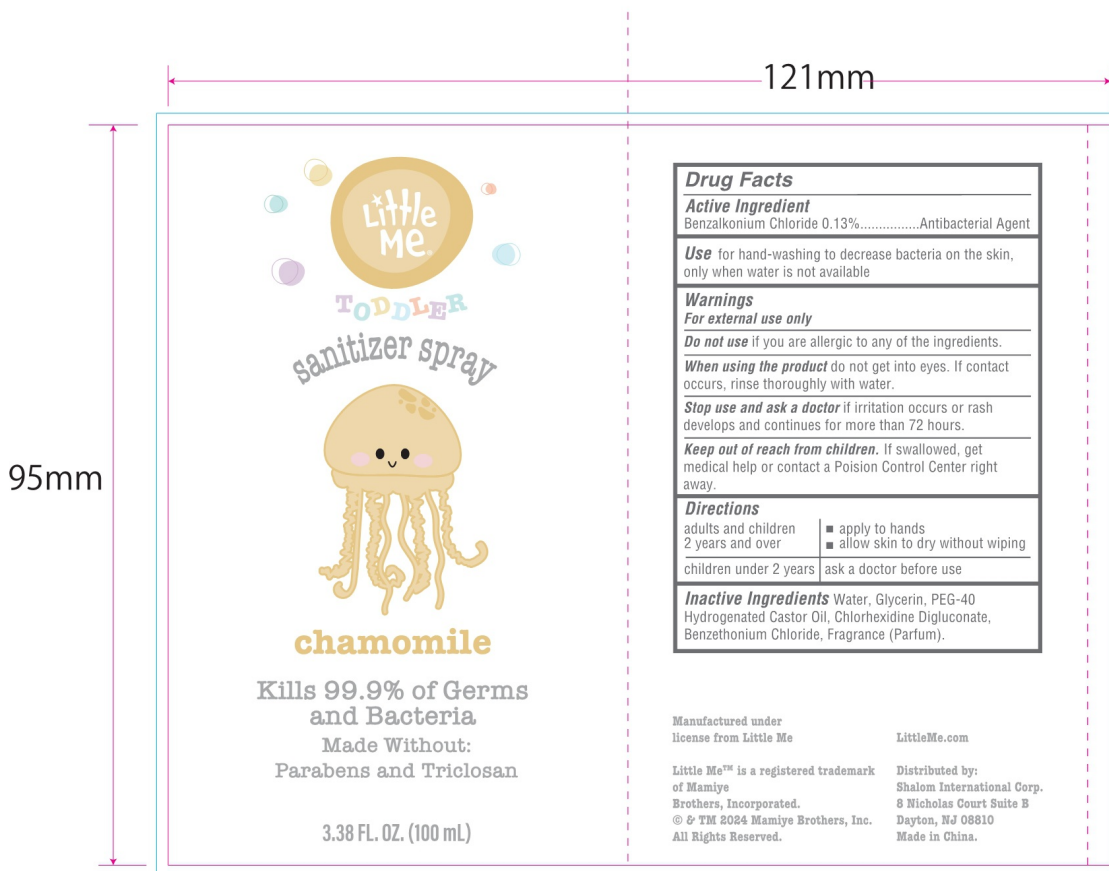 121mm
95mm
Little
Me®
TODDLER
sanitizer spray
chamomile
Kills 99.9% of Germs
and Bacteria
Made Without:
Parabens and Triclosan
3.38 FL. OZ. (100 mL)
Drug Facts
Active Ingredient
Benzalkonium Chloride 0.13%................Antibacterial Agent
Use for hand-washing to decrease bacteria on the skin,
only when water is not available
Warnings
For external use only
Do not use if you are allergic to any of the ingredients.
When using the product do not get into eyes. If contact
occurs, rinse thoroughly with water.
Stop use and ask a doctor if irritation occurs or rash
develops and continues for more than 72 hours.
Keep out of reach from children. If swallowed, get
medical help or contact a Poision Control Center right
away.
Directions
adults and children
2 years and over
■ apply to hands
■ allow skin to dry without wiping
children under 2 years
ask a doctor before use
Inactive Ingredients Water, Glycerin, PEG-40
Hydrogenated Castor Oil, Chlorhexidine Digluconate,
Benzethonium Chloride, Fragrance (Parfum).
Manufactured under
license from Little Me
Little Me™ is a registered trademark
of Mamiye
Brothers, Incorporated.
© & TM 2024 Mamiye Brothers, Inc.
All Rights Reserved.
LittleMe.com
Distributed by:
Shalom International Corp.
8 Nicholas Court Suite B
Dayton, NJ 08810
Made in China.